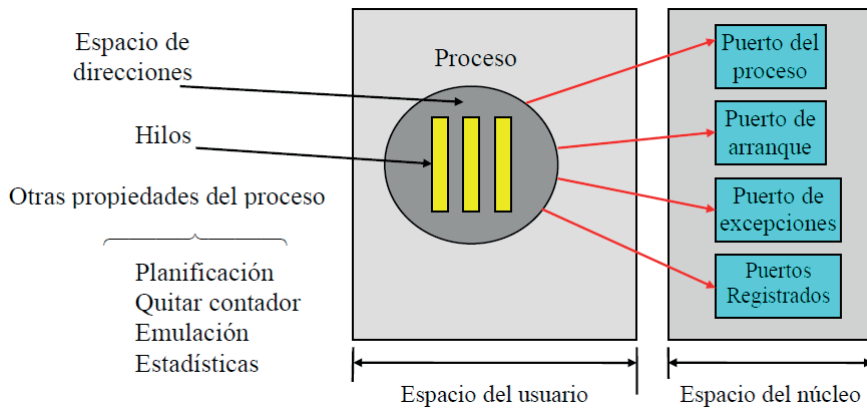 Espacio de
direcciones
Hilos
Otras propiedades del proceso
Planificación
Quitar contador
Emulación
Estadísticas
Proceso
Espacio del usuario
Puerto del
proceso
Puerto de
arranque
Puerto de
excepciones
Puertos
Registrados
Espacio del núcleo